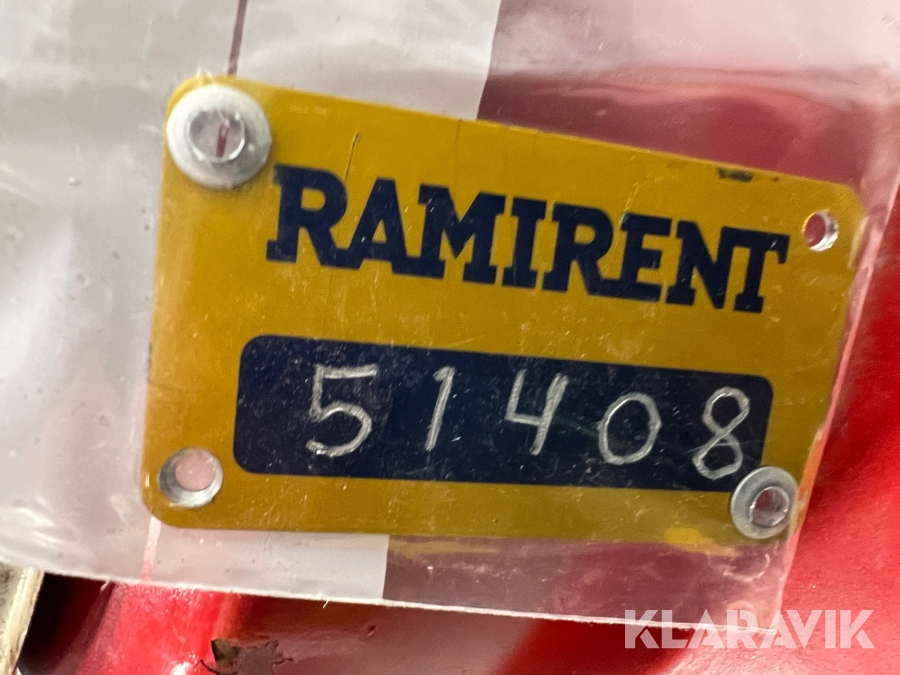 RAMIRENT
51408
KLARAVIK